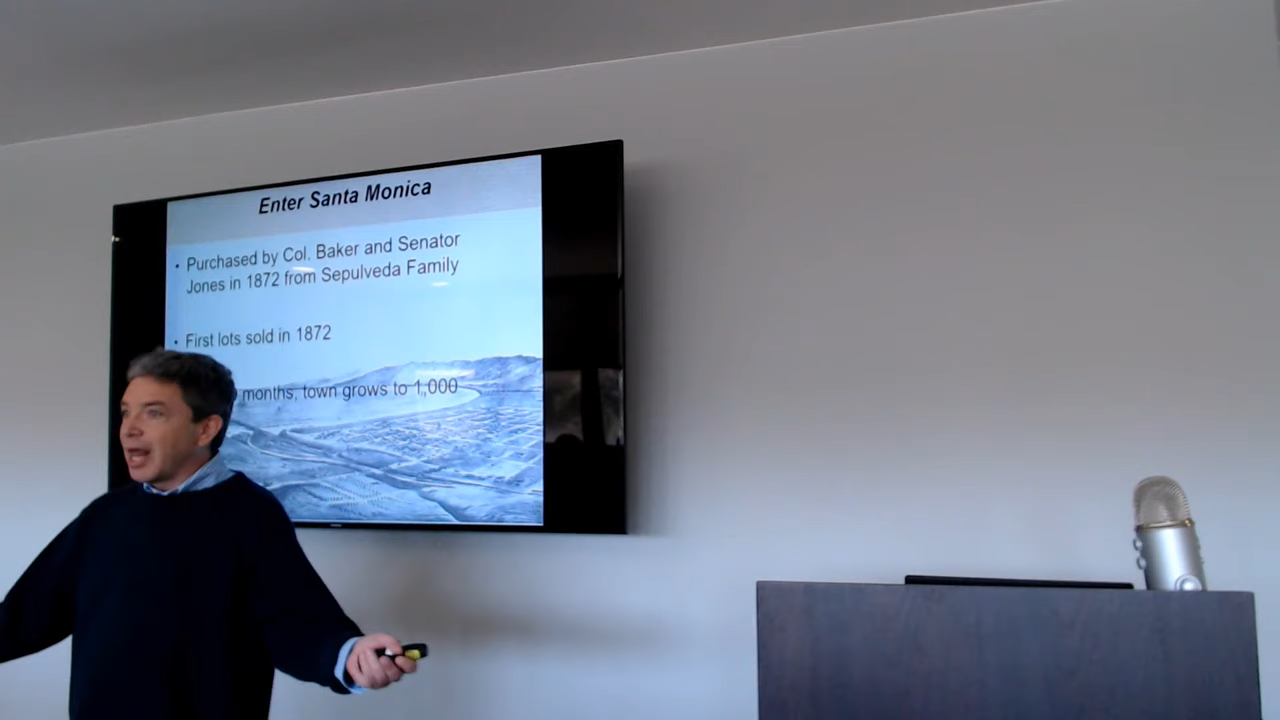 Enter Santa Monica
• Purchased by Col. Baker and Senator
Jones in 1872 from Sepulveda Family
• First lots sold in 1872
months, town grows to 1,000